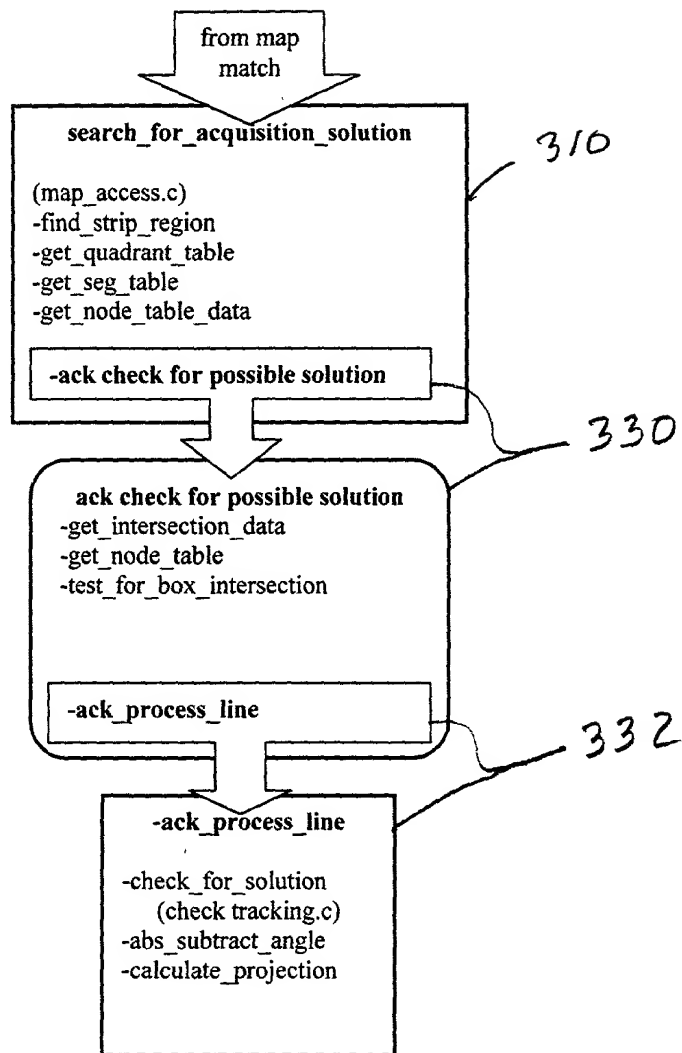 from map
match
search_for_acquisition_solution
310
(map_access.c)
-find_strip_region
-get_quadrant_table
-get_seg_table
-get_node_table_data
-ack check for possible solution
330
ack check for possible solution
-get_intersection_data
-get_node_table
-test_for_box_intersection
-ack_process_line
332
-ack_process_line
-check_for_solution
(check tracking.c)
-abs_subtract_angle
-calculate_projection